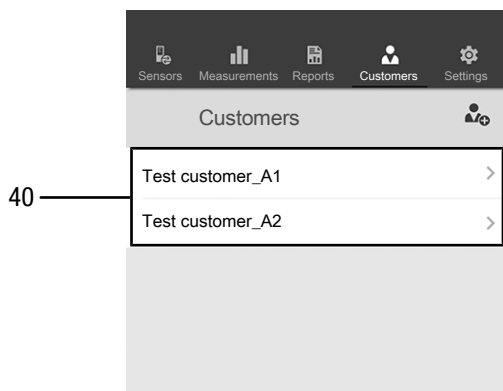 Sensors Measurements Reports Customers Settings
Customers
Test customer_A1
40
Test customer_A2